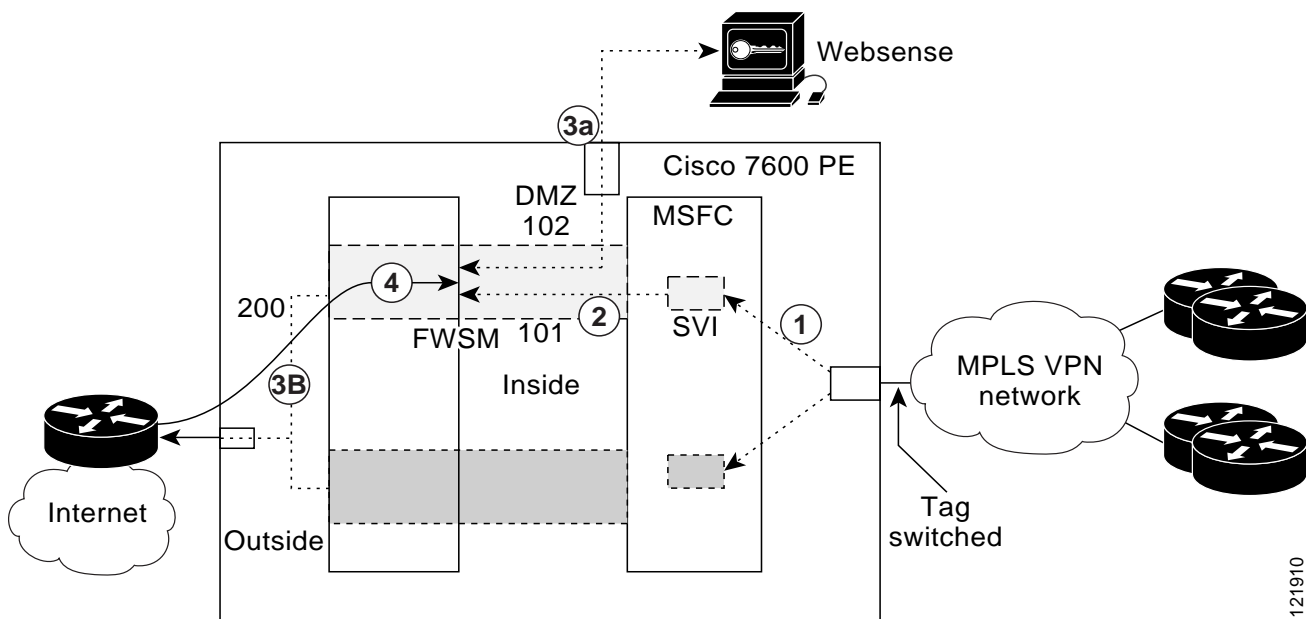 Websense
3a
Cisco 7600 PE
DMZ
102
MSFC
4
200
2
SVI
1
FWSM
101
3B
Inside
MPLS VPN
network
Internet
Outside
Tag
switched
121910